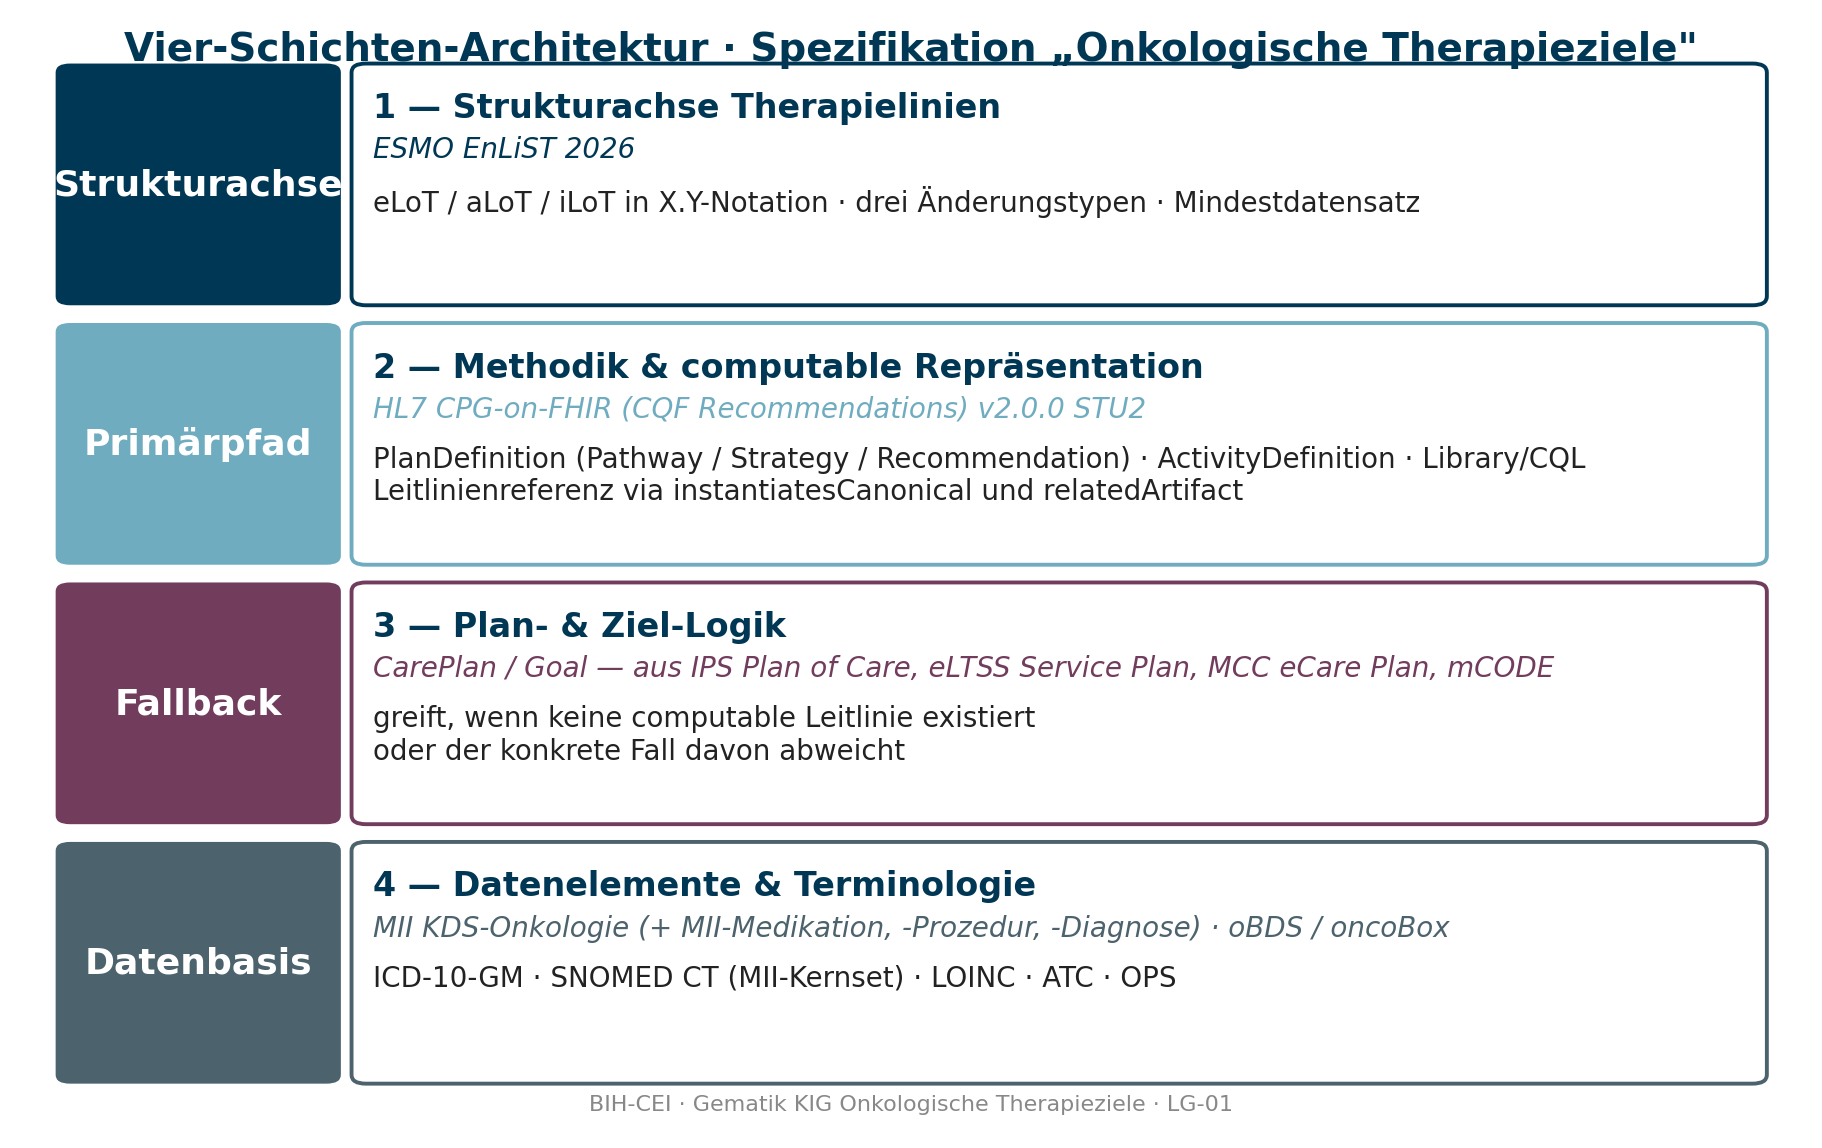 Vier-Schichten-Architektur · Spezifikation „Onkologische Therapieziele"
Strukturachse
1 — Strukturachse Therapielinien
ESMO EnLiST 2026
eLoT / aLoT / iLoT in X.Y-Notation · drei Änderungstypen · Mindestdatensatz
Primärpfad
2 — Methodik & computable Repräsentation
HL7 CPG-on-FHIR (CQF Recommendations) v2.0.0 STU2
PlanDefinition (Pathway / Strategy / Recommendation) · ActivityDefinition · Library/CQL
Leitlinienreferenz via instantiatesCanonical und relatedArtifact
Fallback
3 — Plan- & Ziel-Logik
CarePlan / Goal — aus IPS Plan of Care, eLTSS Service Plan, MCC eCare Plan, mCODE
greift, wenn keine computable Leitlinie existiert
oder der konkrete Fall davon abweicht
Datenbasis
4 — Datenelemente & Terminologie
MII KDS-Onkologie (+ MII-Medikation, -Prozedur, -Diagnose) · oBDS / oncoBox
ICD-10-GM · SNOMED CT (MII-Kernset) · LOINC · ATC · OPS
BIH-CEI · Gematik KIG Onkologische Therapieziele · LG-01